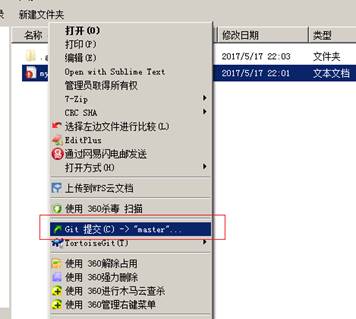 新建文件夹
名称
修改日期
类型
2017/5/17 22:03
文件夹
my
2017/5/17 22:01
文本文档
打开(O)
打印(P)
编辑(E)
Open with Sublime Text
管理员取得所有权
7-Zip
CRC SHA
选择左边文件进行比较(L)
EditPlus
通过网易闪电邮发送
打开方式(H)
上传到WPS云文档
使用 360杀毒 扫描
Git 提交(C) -> "master"...
TortoiseGit(T)
使用 360解除占用
使用 360强力删除
使用 360进行木马云查杀
使用 360管理右键菜单